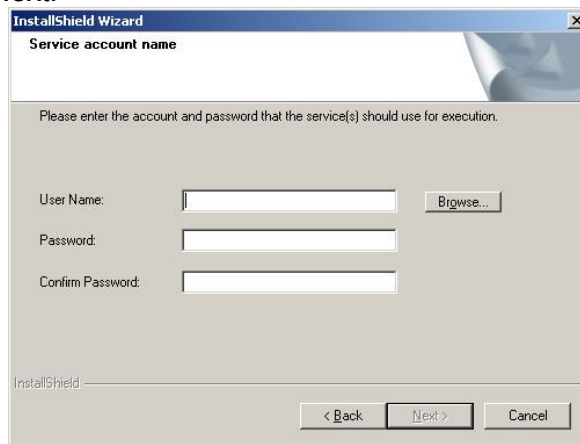 InstallShield Wizard
Service account name
Please enter the account and password that the service(s) should use for execution.
User Name:
Browse...
Password:
Confirm Password:
InstallShield
< Back
Next >
Cancel